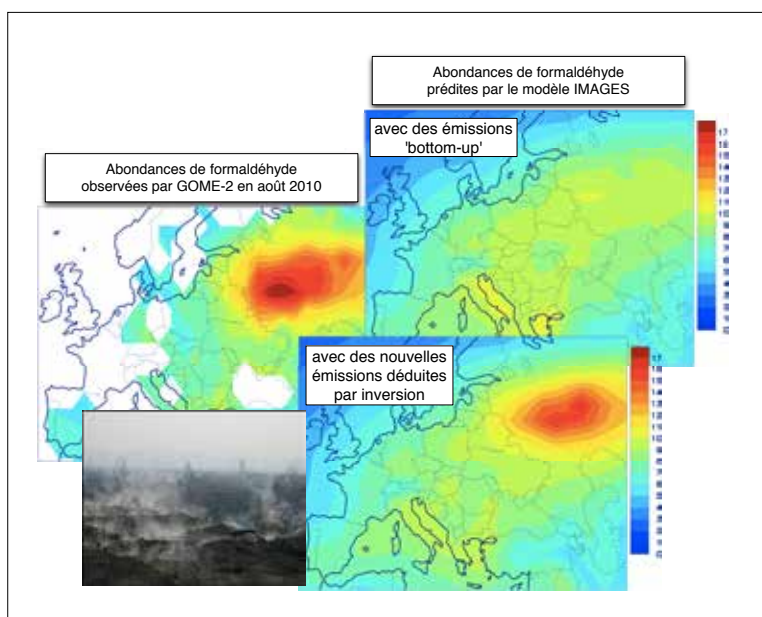 Abondances de formaldéhyde
prédites par le modèle IMAGES
avec des émissions
'bottom-up'
Abondances de formaldéhyde
observées par GOME-2 en août 2010
avec des nouvelles
émissions déduites
par inversion